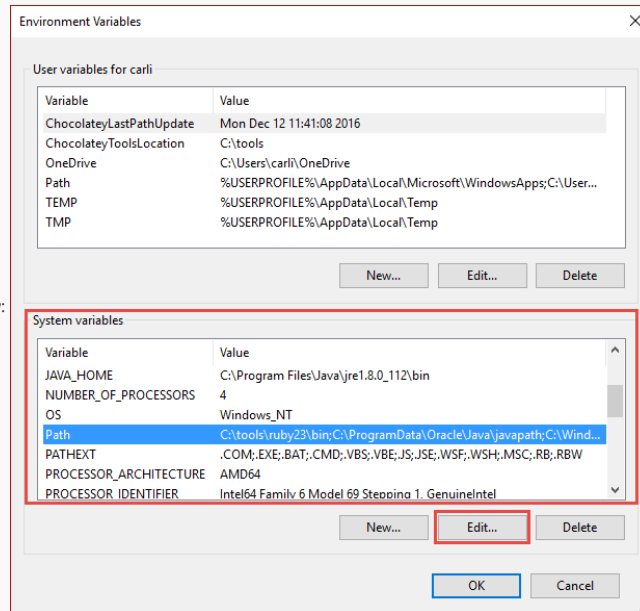 Environment Variables
User variables for carli
Variable Value
ChocolateyLastPathUpdate Mon Dec 12 11:41:08 2016
ChocolateyToolsLocation C:\tools
OneDrive C:\Users\carli\OneDrive
Path %USERPROFILE%\AppData\Local\Microsoft\WindowsApps;C:\User...
TEMP %USERPROFILE%\AppData\Local\Temp
TMP %USERPROFILE%\AppData\Local\Temp
New... Edit... Delete
System variables
Variable Value
JAVA_HOME C:\Program Files\Java\jre1.8.0_112\bin
NUMBER_OF_PROCESSORS 4
OS Windows_NT
Path C:\tools\ruby23\bin;C:\ProgramData\Oracle\Java\javapath;C:\Wind...
PATHEXT .COM;.EXE;.BAT;.CMD;.VBS;.VBE;.JS;.JSE;.WSF;.WSH;.MSC;.RB;.RBW
PROCESSOR_ARCHITECTURE AMD64
PROCESSOR_IDENTIFIER Intel64 Family 6 Model 69 Stepping 1, GenuineIntel
New... Edit... Delete
OK Cancel